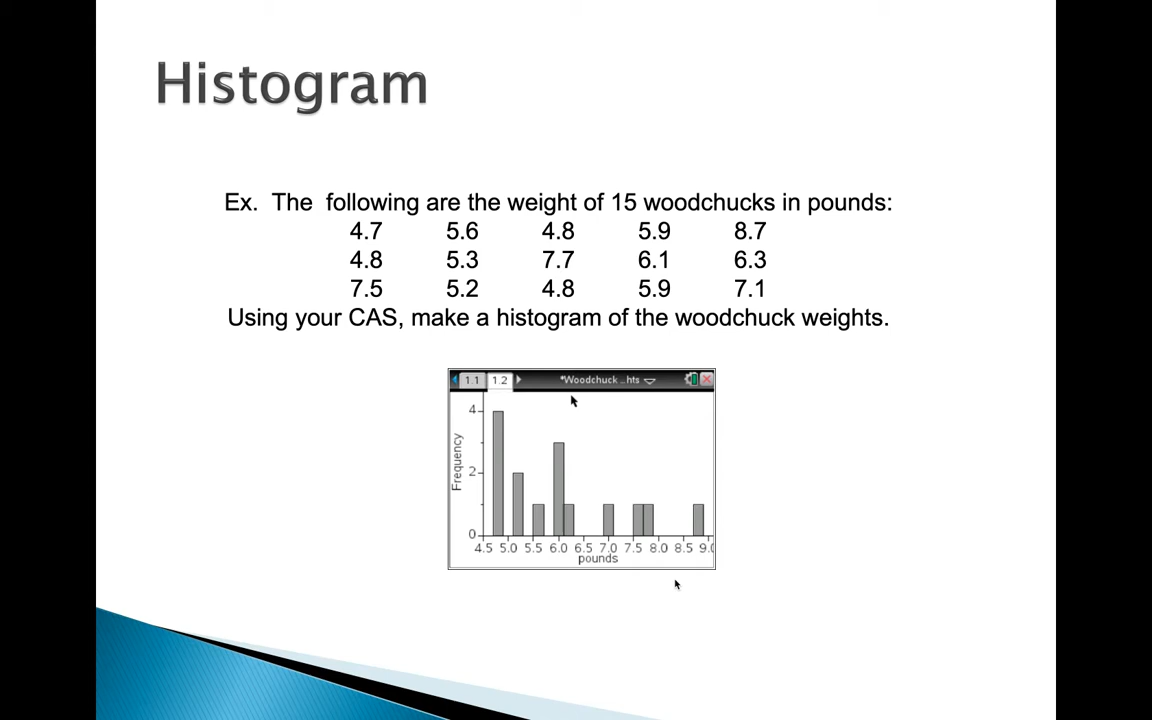 Histogram
Ex. The following are the weight of 15 woodchucks in pounds:
4.7 5.6 4.8 5.9 8.7
4.8 5.3 7.7 6.1 6.3
7.5 5.2 4.8 5.9 7.1
Using your CAS, make a histogram of the woodchuck weights.
1.1 1.2 *Woodchuck ...hts
4
Frequency
2
0
4.5 5.0 5.5 6.0 6.5 7.0 7.5 8.0 8.5 9.0
pounds